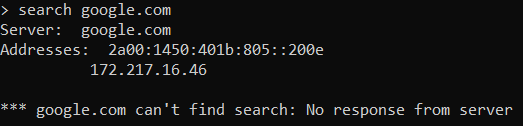 > search google.com
Server:  google.com
Addresses:  2a00:1450:401b:805::200e
          172.217.16.46
*** google.com can't find search: No response from server